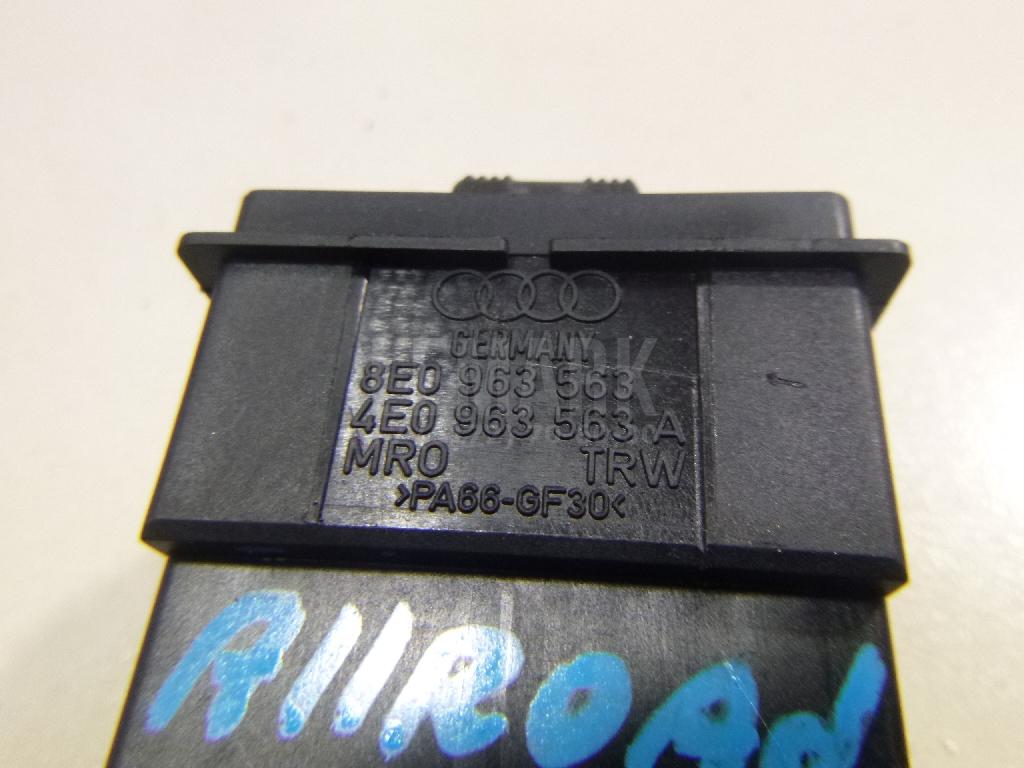 GERMANY
8E0 963 563
4E0 963 563 A
MRO TRW
>PA66-GF30<
AllROAd